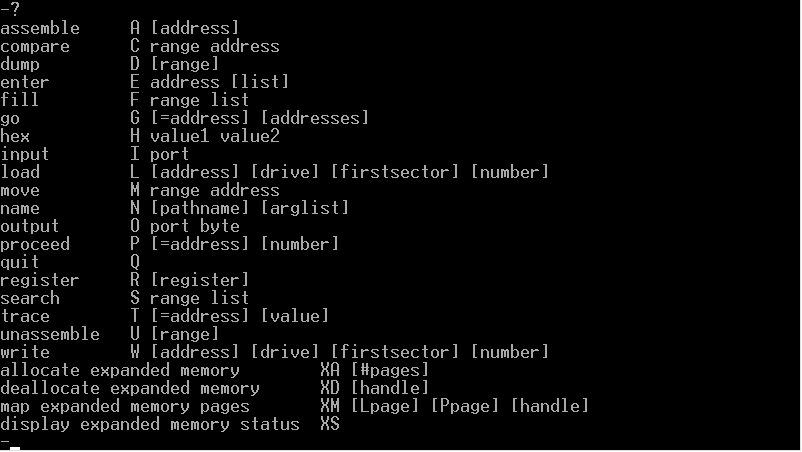 -?
assemble     A [address]
compare      C range address
dump         D [range]
enter        E address [list]
fill         F range list
go           G [=address] [addresses]
hex          H value1 value2
input        I port
load         L [address] [drive] [firstsector] [number]
move         M range address
name         N [pathname] [arglist]
output       O port byte
proceed      P [=address] [number]
quit         Q
register     R [register]
search       S range list
trace        T [=address] [value]
unassemble   U [range]
write        W [address] [drive] [firstsector] [number]
allocate expanded memory        XA [#pages]
deallocate expanded memory      XD [handle]
map expanded memory pages       XM [Lpage] [Ppage] [handle]
display expanded memory status  XS
-_